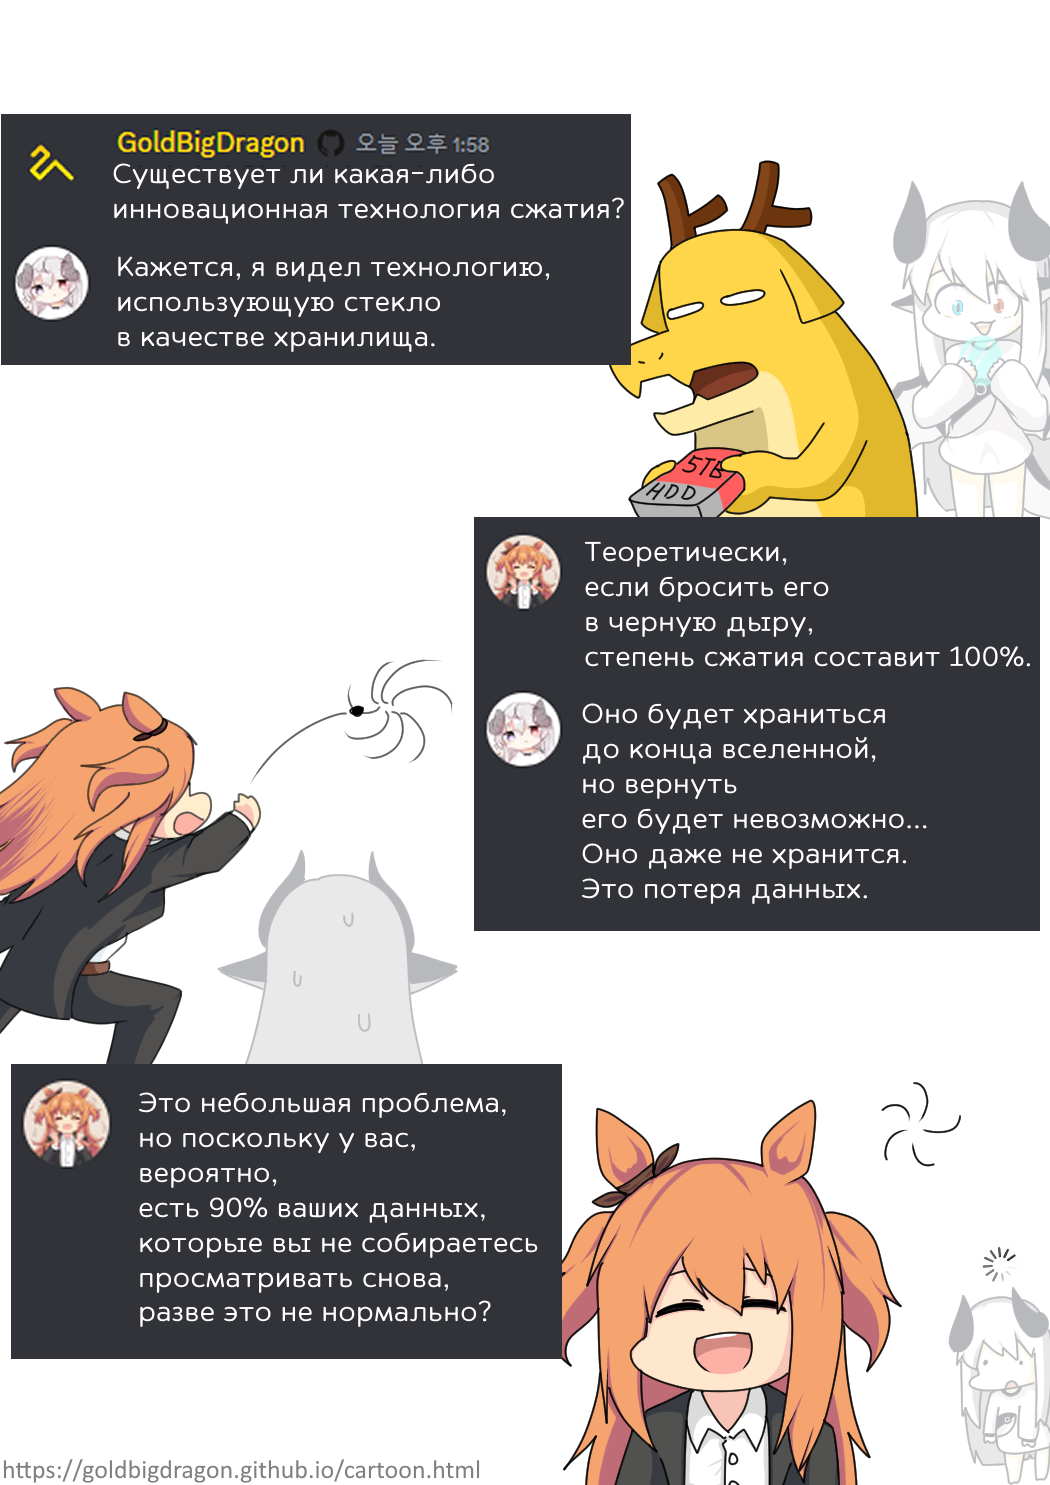 GoldBigDragon 오늘 오후 1:58
Существует ли какая-либо
инновационная технология сжатия?
Кажется, я видел технологию,
использующую стекло
в качестве хранилища.
5TB
HDD
Теоретически,
если бросить его
в черную дыру,
степень сжатия составит 100%.
Оно будет храниться
до конца вселенной,
но вернуть
его будет невозможно...
Оно даже не хранится.
Это потеря данных.
Это небольшая проблема,
но поскольку у вас,
вероятно,
есть 90% ваших данных,
которые вы не собираетесь
просматривать снова,
разве это не нормально?
https://goldbigdragon.github.io/cartoon.html